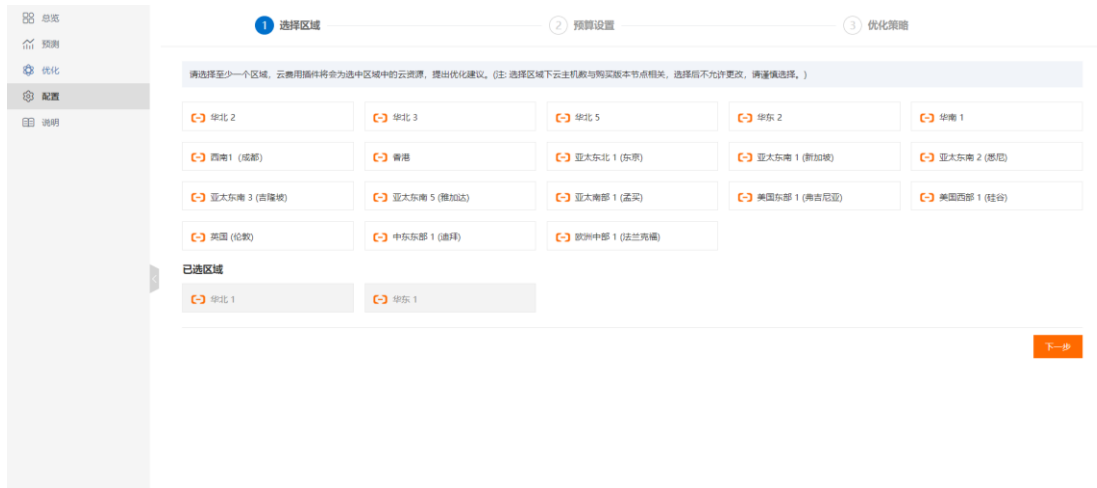 总览
预测
优化
配置
说明
1 选择区域
2 预算设置
3 优化策略
请选择至少一个区域，云费用插件将会为选中区域中的云资源，提出优化建议。(注: 选择区域下云主机数与购买版本节点相关，选择后不允许更改，请谨慎选择。)
华北 2
华北 3
华北 5
华东 2
华南 1
西南1（成都）
香港
亚太东北 1 (东京)
亚太东南 1 (新加坡)
亚太东南 2 (悉尼)
亚太东南 3 (吉隆坡)
亚太东南 5 (雅加达)
亚太南部 1 (孟买)
美国东部 1 (弗吉尼亚)
美国西部 1 (硅谷)
英国 (伦敦)
中东东部 1 (迪拜)
欧洲中部 1 (法兰克福)
已选区域
华北 1
华东 1
下一步